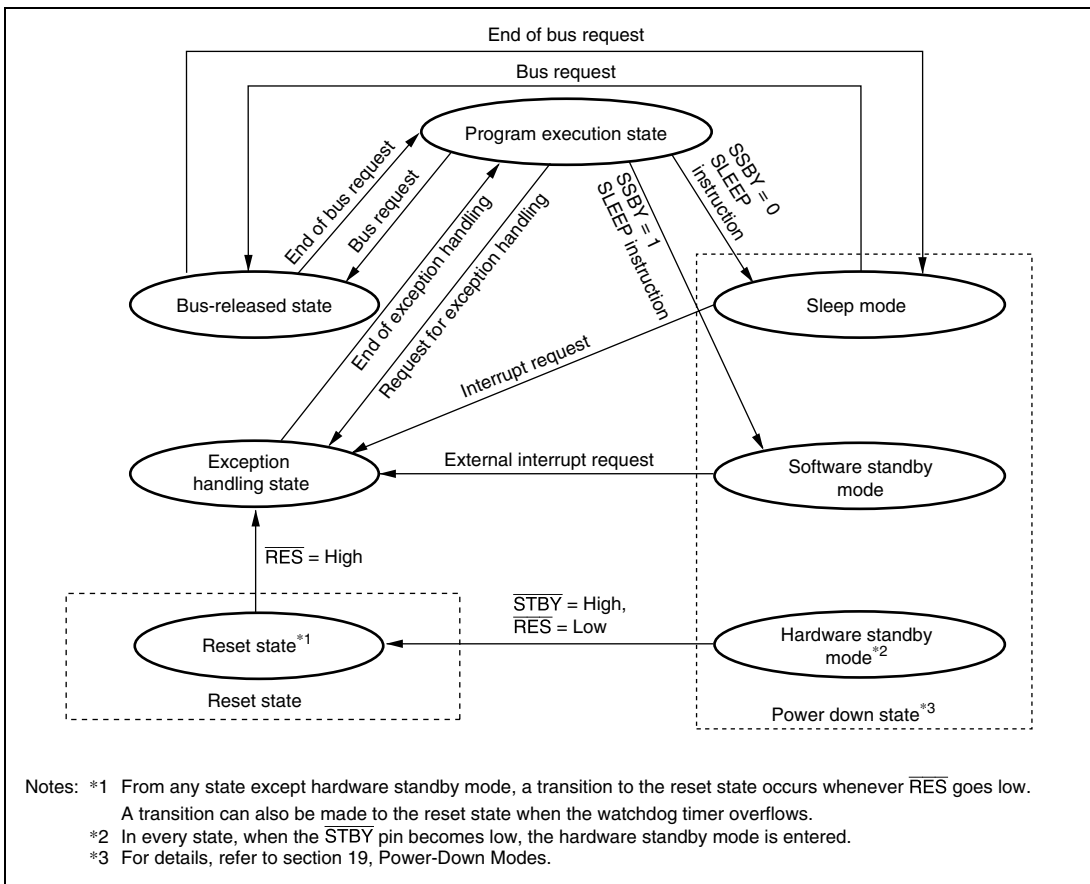 End of bus request
Bus request
Program execution state
End of bus request
Bus request
End of exception handling
Request for exception handling
SSBY = 1
SLEEP instruction
SSBY = 0
SLEEP
instruction
Bus-released state
Sleep mode
Interrupt request
Exception
handling state
External interrupt request
Software standby
mode
RES = High
STBY = High,
RES = Low
Reset state*1
Hardware standby
mode*2
Reset state
Power down state*3
Notes: *1 From any state except hardware standby mode, a transition to the reset state occurs whenever RES goes low.
A transition can also be made to the reset state when the watchdog timer overflows.
*2 In every state, when the STBY pin becomes low, the hardware standby mode is entered.
*3 For details, refer to section 19, Power-Down Modes.